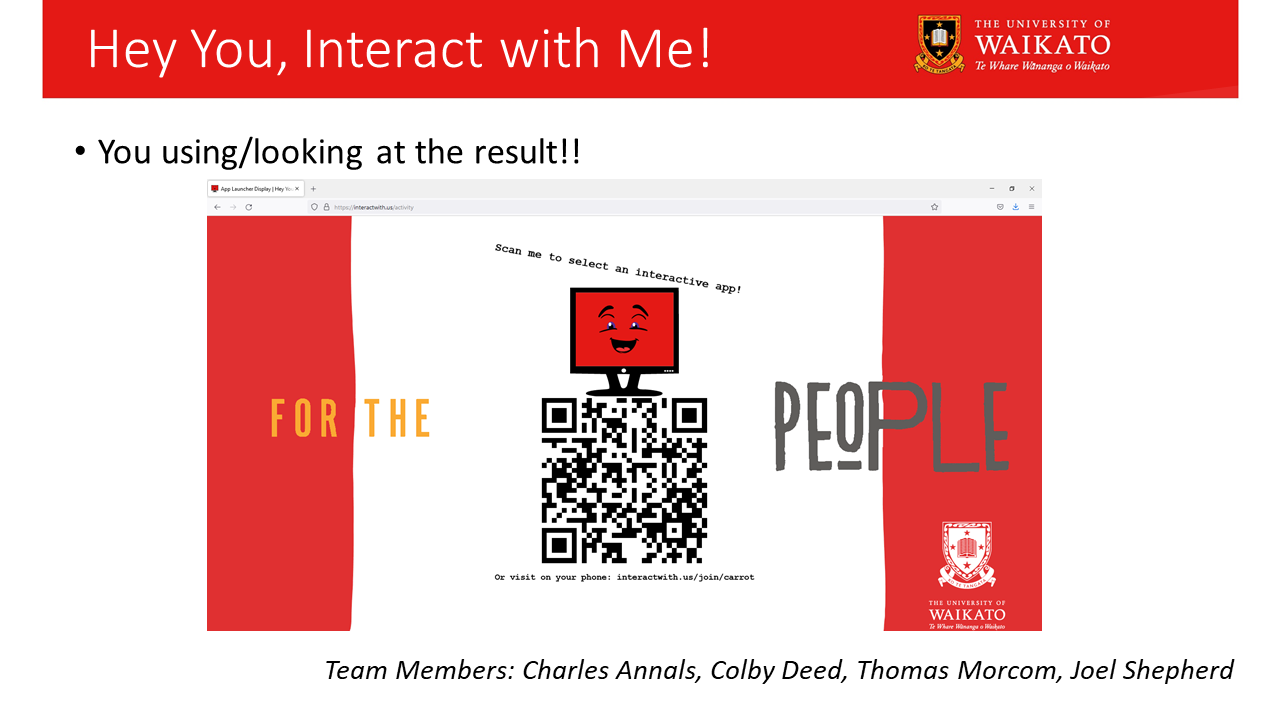 Hey You, Interact with Me!
THE UNIVERSITY OF
WAIKATO
Te Whare Wānanga o Waikato
• You using/looking at the result!!
App Launcher Display | Hey You
https://interactwith.us/activity
Scan me to select an interactive app!
FOR THE
PEOPLE
Or visit on your phone: interactwith.us/join/carrot
THE UNIVERSITY OF
WAIKATO
Te Whare Wānanga o Waikato
Team Members: Charles Annals, Colby Deed, Thomas Morcom, Joel Shepherd